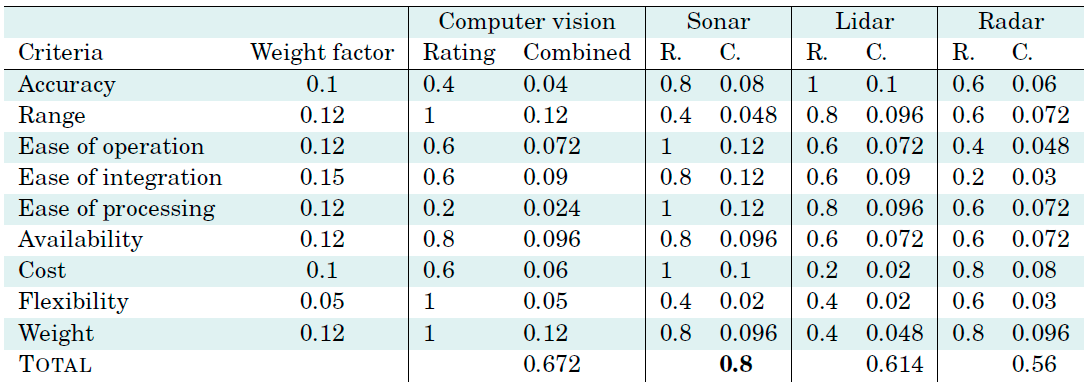 Computer vision Sonar Lidar Radar
Criteria Weight factor Rating Combined R. C. R. C. R. C.
Accuracy 0.1 0.4 0.04 0.8 0.08 1 0.1 0.6 0.06
Range 0.12 1 0.12 0.4 0.048 0.8 0.096 0.6 0.072
Ease of operation 0.12 0.6 0.072 1 0.12 0.6 0.072 0.4 0.048
Ease of integration 0.15 0.6 0.09 0.8 0.12 0.6 0.09 0.2 0.03
Ease of processing 0.12 0.2 0.024 1 0.12 0.8 0.096 0.6 0.072
Availability 0.12 0.8 0.096 0.8 0.096 0.6 0.072 0.6 0.072
Cost 0.1 0.6 0.06 1 0.1 0.2 0.02 0.8 0.08
Flexibility 0.05 1 0.05 0.4 0.02 0.4 0.02 0.6 0.03
Weight 0.12 1 0.12 0.8 0.096 0.4 0.048 0.8 0.096
TOTAL 0.672 0.8 0.614 0.56